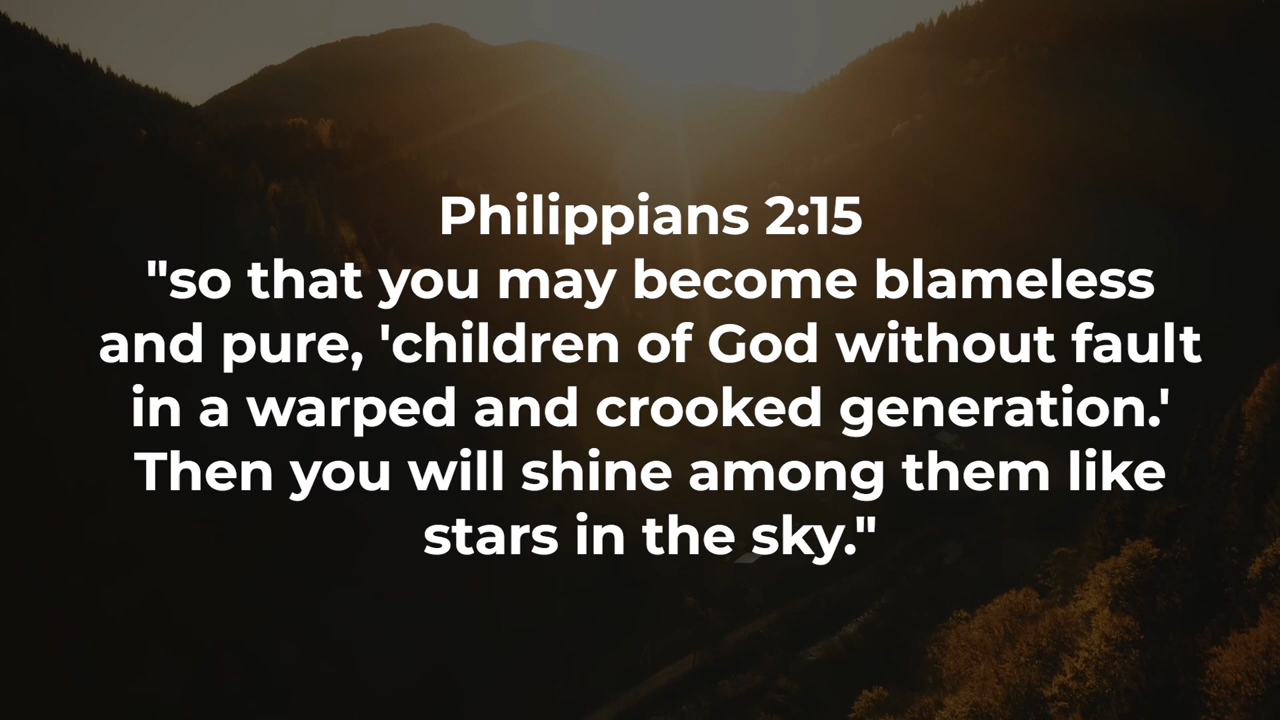 Philippians 2:15
"so that you may become blameless
and pure, 'children of God without fault
in a warped and crooked generation.'
Then you will shine among them like
stars in the sky."